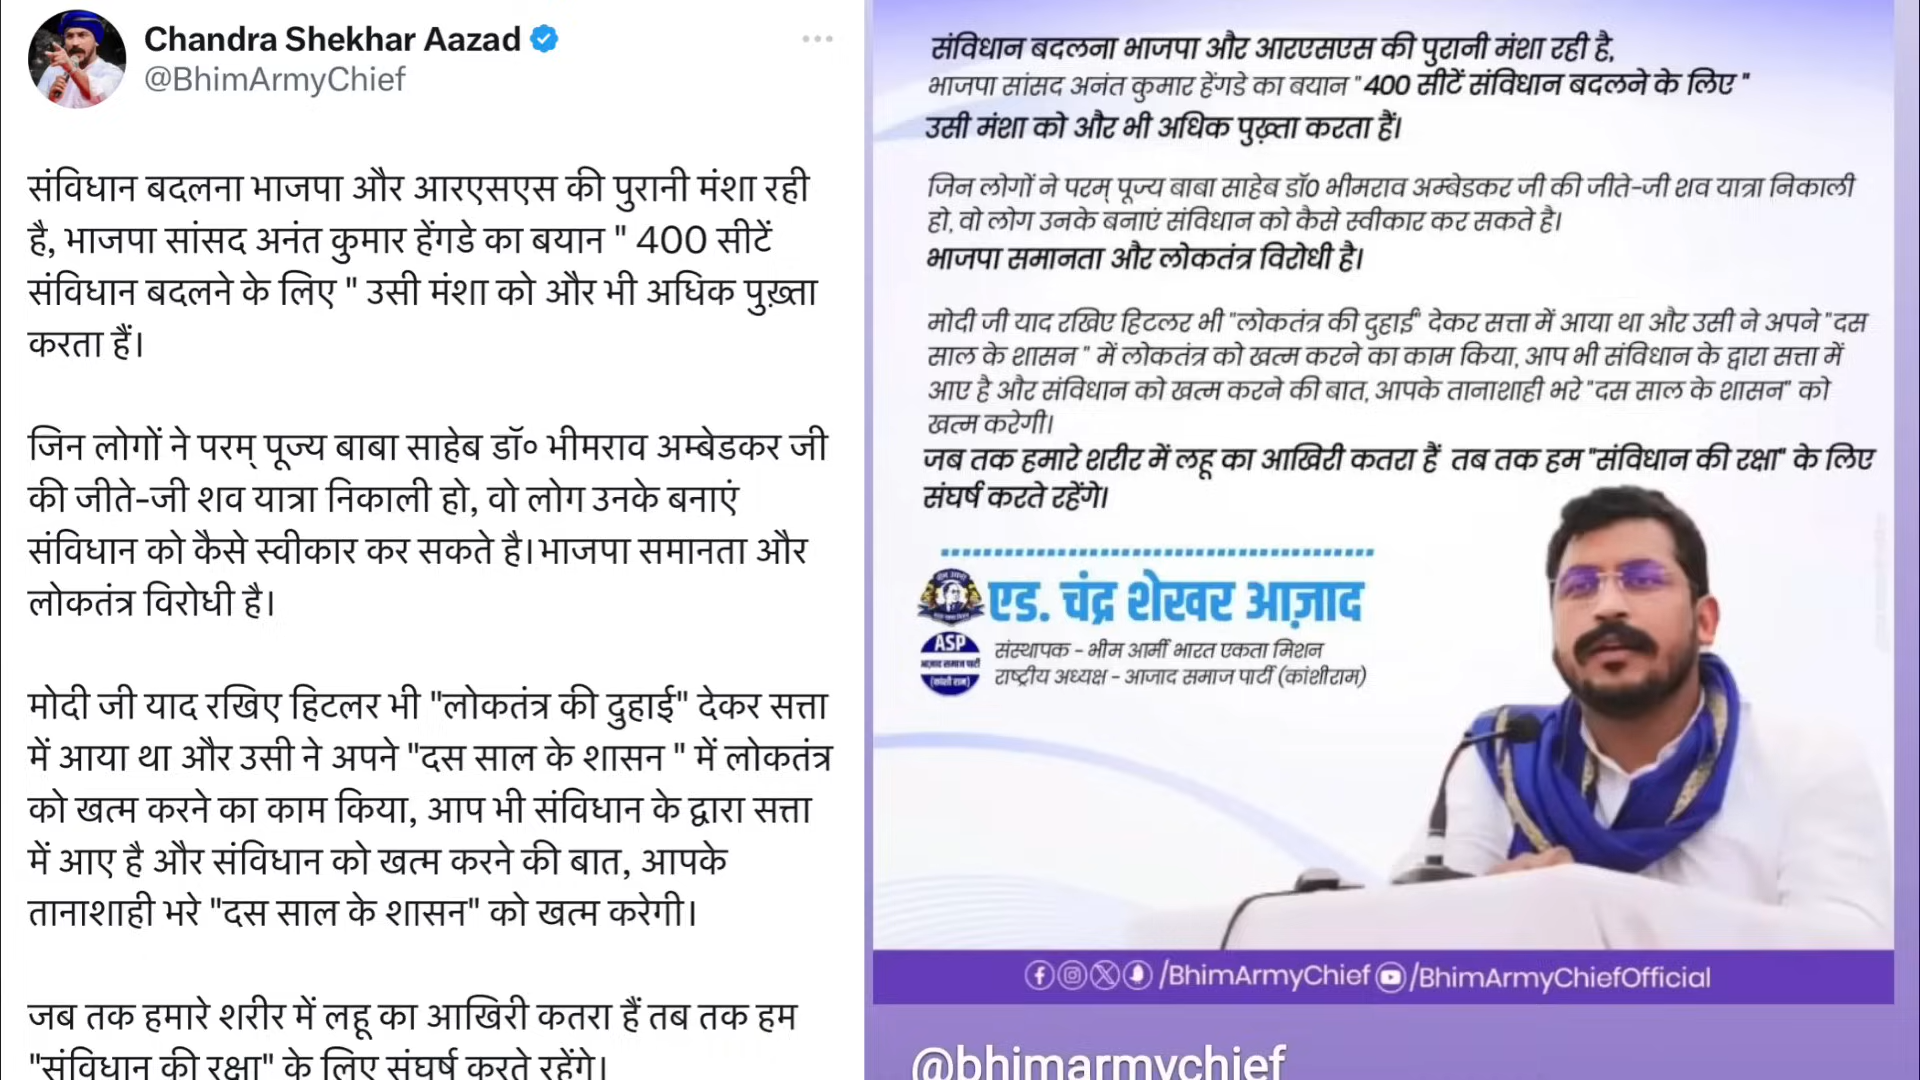 Chandra Shekhar Aazad
@BhimArmyChief
संविधान बदलना भाजपा और आरएसएस की पुरानी मंशा रही
है, भाजपा सांसद अनंत कुमार हेंगडे का बयान " 400 सीटें
संविधान बदलने के लिए " उसी मंशा को और भी अधिक पुख़्ता
करता हैं।
जिन लोगों ने परम् पूज्य बाबा साहेब डॉ० भीमराव अम्बेडकर जी
की जीते-जी शव यात्रा निकाली हो, वो लोग उनके बनाएं
संविधान को कैसे स्वीकार कर सकते है।भाजपा समानता और
लोकतंत्र विरोधी है।
मोदी जी याद रखिए हिटलर भी "लोकतंत्र की दुहाई" देकर सत्ता
में आया था और उसी ने अपने "दस साल के शासन " में लोकतंत्र
को खत्म करने का काम किया, आप भी संविधान के द्वारा सत्ता
में आए है और संविधान को खत्म करने की बात, आपके
तानाशाही भरे "दस साल के शासन" को खत्म करेगी।
जब तक हमारे शरीर में लहू का आखिरी कतरा हैं तब तक हम
"संविधान की रक्षा" के लिए संघर्ष करते रहेंगे।
संविधान बदलना भाजपा और आरएसएस की पुरानी मंशा रही है,
भाजपा सांसद अनंत कुमार हेंगडे का बयान " 400 सीटें संविधान बदलने के लिए "
उसी मंशा को और भी अधिक पुख़्ता करता हैं।
जिन लोगों ने परम् पूज्य बाबा साहेब डॉ0 भीमराव अम्बेडकर जी की जीते-जी शव यात्रा निकाली
हो, वो लोग उनके बनाएं संविधान को कैसे स्वीकार कर सकते है।
भाजपा समानता और लोकतंत्र विरोधी है।
मोदी जी याद रखिए हिटलर भी "लोकतंत्र की दुहाई" देकर सत्ता में आया था और उसी ने अपने "दस
साल के शासन " में लोकतंत्र को खत्म करने का काम किया, आप भी संविधान के द्वारा सत्ता में
आए है और संविधान को खत्म करने की बात, आपके तानाशाही भरे "दस साल के शासन" को
खत्म करेगी।
जब तक हमारे शरीर में लहू का आखिरी कतरा हैं तब तक हम "संविधान की रक्षा" के लिए
संघर्ष करते रहेंगे।
एड. चंद्र शेखर आज़ाद
ASP
आज़ाद समाज पार्टी
(कांशी राम)
संस्थापक - भीम आर्मी भारत एकता मिशन
राष्ट्रीय अध्यक्ष - आजाद समाज पार्टी (कांशीराम)
/BhimArmyChief /BhimArmyChiefOfficial
@bhimarmychief